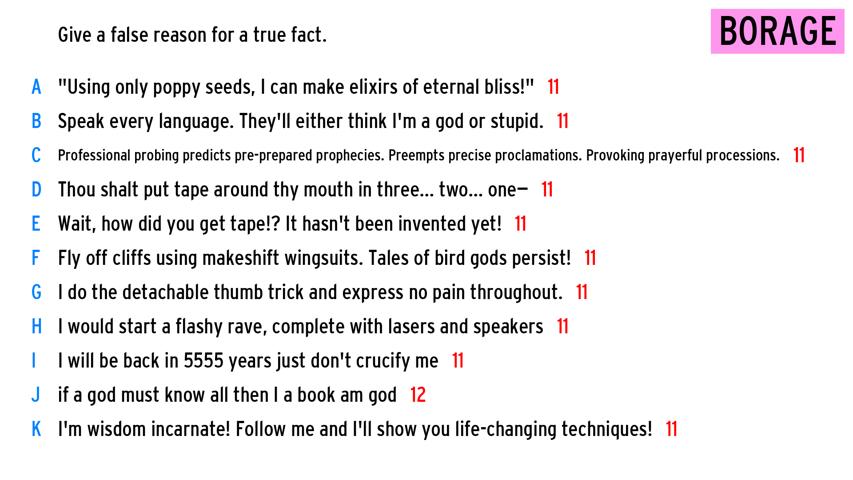 Give a false reason for a true fact.
BORAGE
A "Using only poppy seeds, I can make elixirs of eternal bliss!" 11
B Speak every language. They'll either think I'm a god or stupid. 11
C Professional probing predicts pre-prepared prophecies. Preempts precise proclamations. Provoking prayerful processions. 11
D Thou shalt put tape around thy mouth in three... two... one— 11
E Wait, how did you get tape!? It hasn't been invented yet! 11
F Fly off cliffs using makeshift wingsuits. Tales of bird gods persist! 11
G I do the detachable thumb trick and express no pain throughout. 11
H I would start a flashy rave, complete with lasers and speakers 11
I I will be back in 5555 years just don't crucify me 11
J if a god must know all then I a book am god 12
K I'm wisdom incarnate! Follow me and I'll show you life-changing techniques! 11